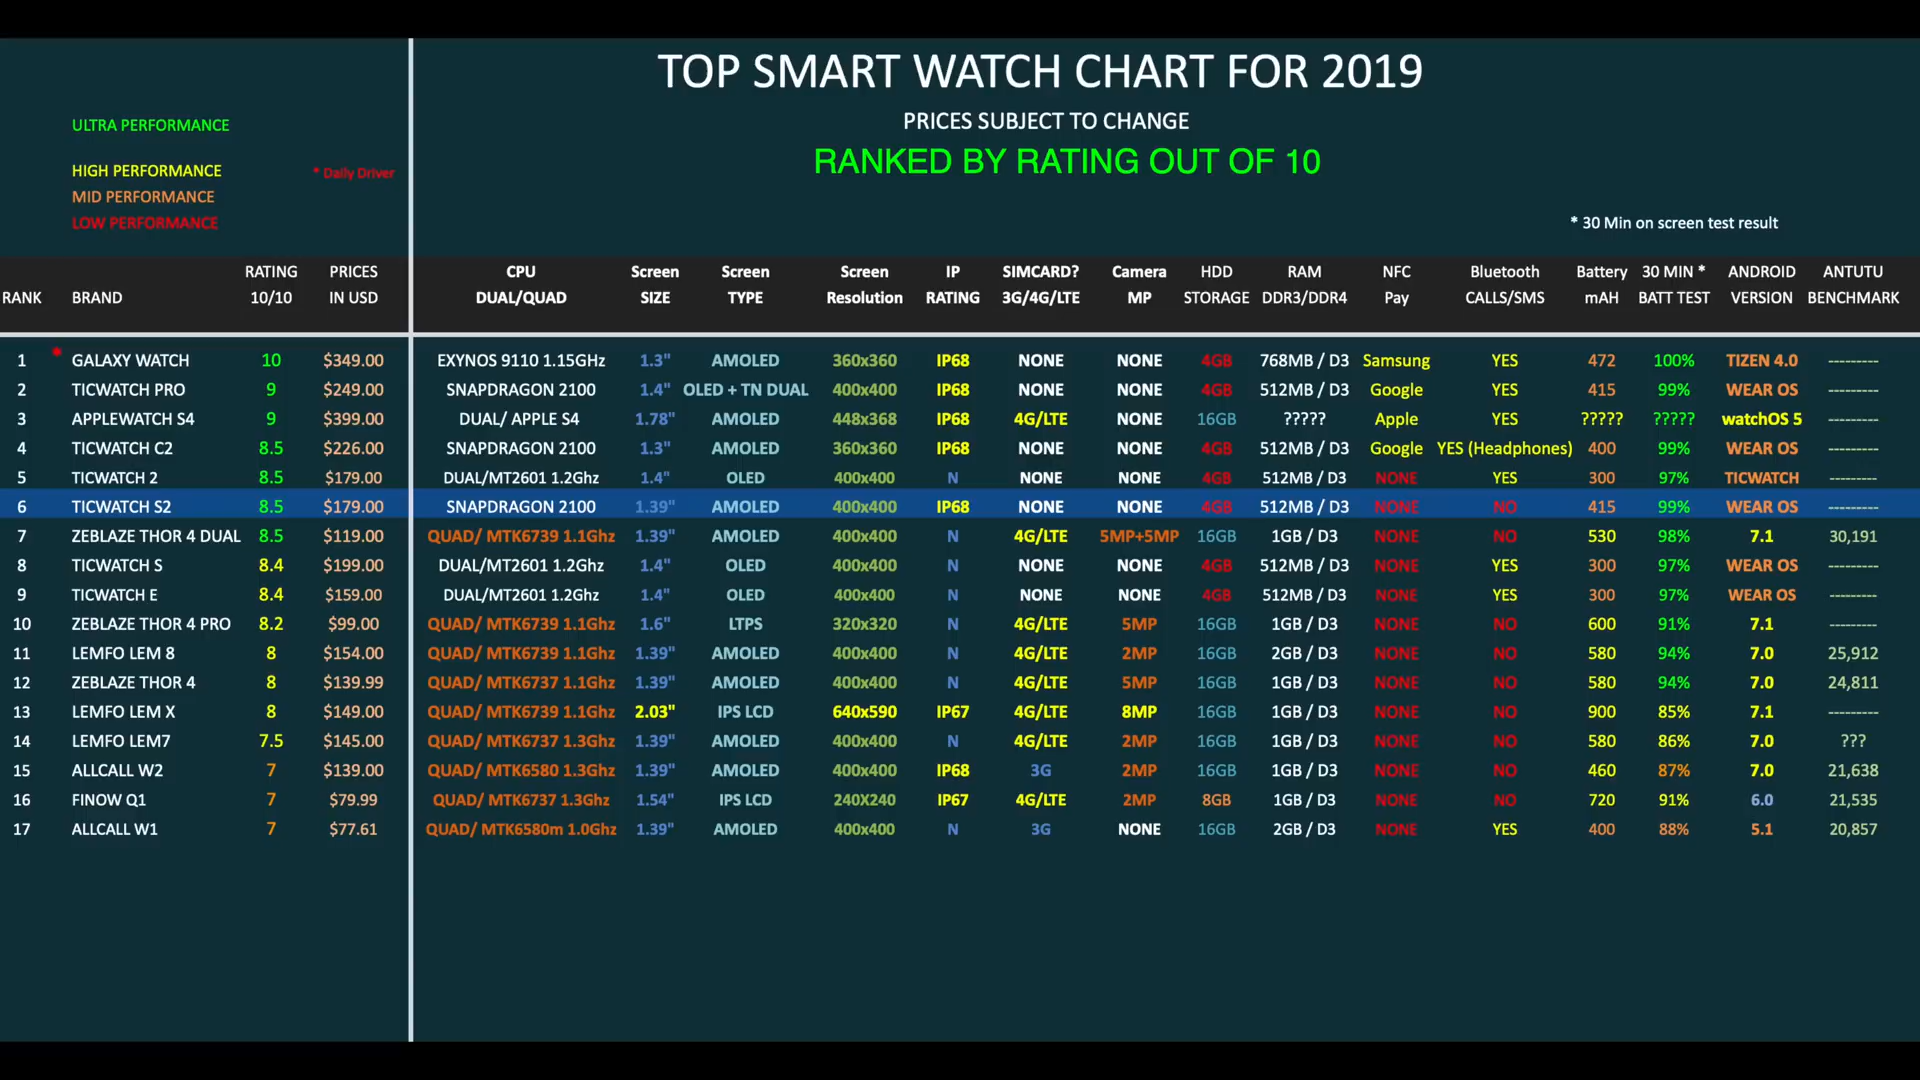 TOP SMART WATCH CHART FOR 2019
PRICES SUBJECT TO CHANGE
ULTRA PERFORMANCE
RANKED BY RATING OUT OF 10
HIGH PERFORMANCE * Daily Driver
MID PERFORMANCE
LOW PERFORMANCE * 30 Min on screen test result
RATING PRICES CPU Screen Screen Screen IP SIMCARD? Camera HDD RAM NFC Bluetooth Battery 30 MIN * ANDROID ANTUTU
RANK BRAND 10/10 IN USD DUAL/QUAD SIZE TYPE Resolution RATING 3G/4G/LTE MP STORAGE DDR3/DDR4 Pay CALLS/SMS mAH BATT TEST VERSION BENCHMARK
1 * GALAXY WATCH 10 $349.00 EXYNOS 9110 1.15GHz 1.3" AMOLED 360x360 IP68 NONE NONE 4GB 768MB / D3 Samsung YES 472 100% TIZEN 4.0 ---------
2 TICWATCH PRO 9 $249.00 SNAPDRAGON 2100 1.4" OLED + TN DUAL 400x400 IP68 NONE NONE 4GB 512MB / D3 Google YES 415 99% WEAR OS ---------
3 APPLEWATCH S4 9 $399.00 DUAL/ APPLE S4 1.78" AMOLED 448x368 IP68 4G/LTE NONE 16GB ????? Apple YES ????? ????? watchOS 5 ---------
4 TICWATCH C2 8.5 $226.00 SNAPDRAGON 2100 1.3" AMOLED 360x360 IP68 NONE NONE 4GB 512MB / D3 Google YES (Headphones) 400 99% WEAR OS ---------
5 TICWATCH 2 8.5 $179.00 DUAL/MT2601 1.2Ghz 1.4" OLED 400x400 N NONE NONE 4GB 512MB / D3 NONE YES 300 97% TICWATCH ---------
6 TICWATCH S2 8.5 $179.00 SNAPDRAGON 2100 1.39" AMOLED 400x400 IP68 NONE NONE 4GB 512MB / D3 NONE NO 415 99% WEAR OS ---------
7 ZEBLAZE THOR 4 DUAL 8.5 $119.00 QUAD/ MTK6739 1.1Ghz 1.39" AMOLED 400x400 N 4G/LTE 5MP+5MP 16GB 1GB / D3 NONE NO 530 98% 7.1 30,191
8 TICWATCH S 8.4 $199.00 DUAL/MT2601 1.2Ghz 1.4" OLED 400x400 N NONE NONE 4GB 512MB / D3 NONE YES 300 97% WEAR OS ---------
9 TICWATCH E 8.4 $159.00 DUAL/MT2601 1.2Ghz 1.4" OLED 400x400 N NONE NONE 4GB 512MB / D3 NONE YES 300 97% WEAR OS ---------
10 ZEBLAZE THOR 4 PRO 8.2 $99.00 QUAD/ MTK6739 1.1Ghz 1.6" LTPS 320x320 N 4G/LTE 5MP 16GB 1GB / D3 NONE NO 600 91% 7.1 ---------
11 LEMFO LEM 8 8 $154.00 QUAD/ MTK6739 1.1Ghz 1.39" AMOLED 400x400 N 4G/LTE 2MP 16GB 2GB / D3 NONE NO 580 94% 7.0 25,912
12 ZEBLAZE THOR 4 8 $139.99 QUAD/ MTK6737 1.1Ghz 1.39" AMOLED 400x400 N 4G/LTE 5MP 16GB 1GB / D3 NONE NO 580 94% 7.0 24,811
13 LEMFO LEM X 8 $149.00 QUAD/ MTK6739 1.1Ghz 2.03" IPS LCD 640x590 IP67 4G/LTE 8MP 16GB 1GB / D3 NONE NO 900 85% 7.1 ---------
14 LEMFO LEM7 7.5 $145.00 QUAD/ MTK6737 1.3Ghz 1.39" AMOLED 400x400 N 4G/LTE 2MP 16GB 1GB / D3 NONE NO 580 86% 7.0 ???
15 ALLCALL W2 7 $139.00 QUAD/ MTK6580 1.3Ghz 1.39" AMOLED 400x400 IP68 3G 2MP 16GB 1GB / D3 NONE NO 460 87% 7.0 21,638
16 FINOW Q1 7 $79.99 QUAD/ MTK6737 1.3Ghz 1.54" IPS LCD 240X240 IP67 4G/LTE 2MP 8GB 1GB / D3 NONE NO 720 91% 6.0 21,535
17 ALLCALL W1 7 $77.61 QUAD/ MTK6580m 1.0Ghz 1.39" AMOLED 400x400 N 3G NONE 16GB 2GB / D3 NONE YES 400 88% 5.1 20,857